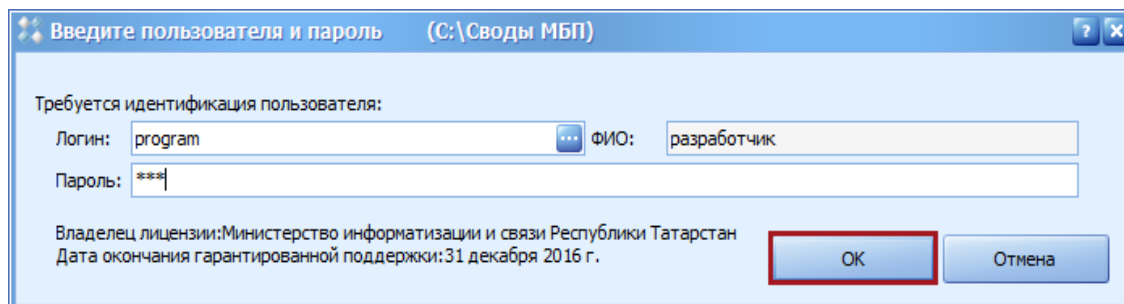 Введите пользователя и пароль (C:\Своды МБП)
Требуется идентификация пользователя:
Логин: program ... ФИО: разработчик
Пароль: ***
Владелец лицензии:Министерство информатизации и связи Республики Татарстан
Дата окончания гарантированной поддержки:31 декабря 2016 г.
OK Отмена